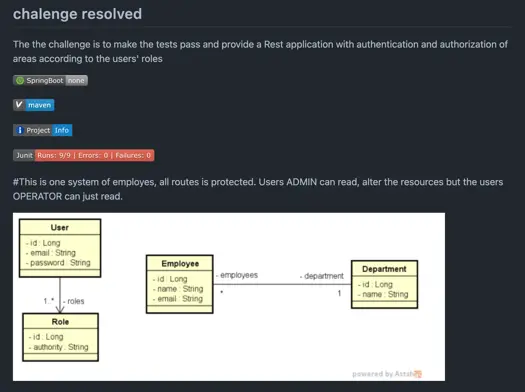 chalenge resolved
The the challenge is to make the tests pass and provide a Rest application with authentication and authorization of
areas according to the users' roles
SpringBoot none
maven
Project Info
Junit Runs: 9/9 | Errors: 0 | Failures: 0
#This is one system of employes, all routes is protected. Users ADMIN can read, alter the resources but the users
OPERATOR can just read.
User
- id : Long
- email : String
- password : String
1..* - roles
Role
- id : Long
- authority : String
Employee
- id : Long
- name : String
- email : String
- employees
*
- department
1
Department
- id : Long
- name : String
powered by Astah